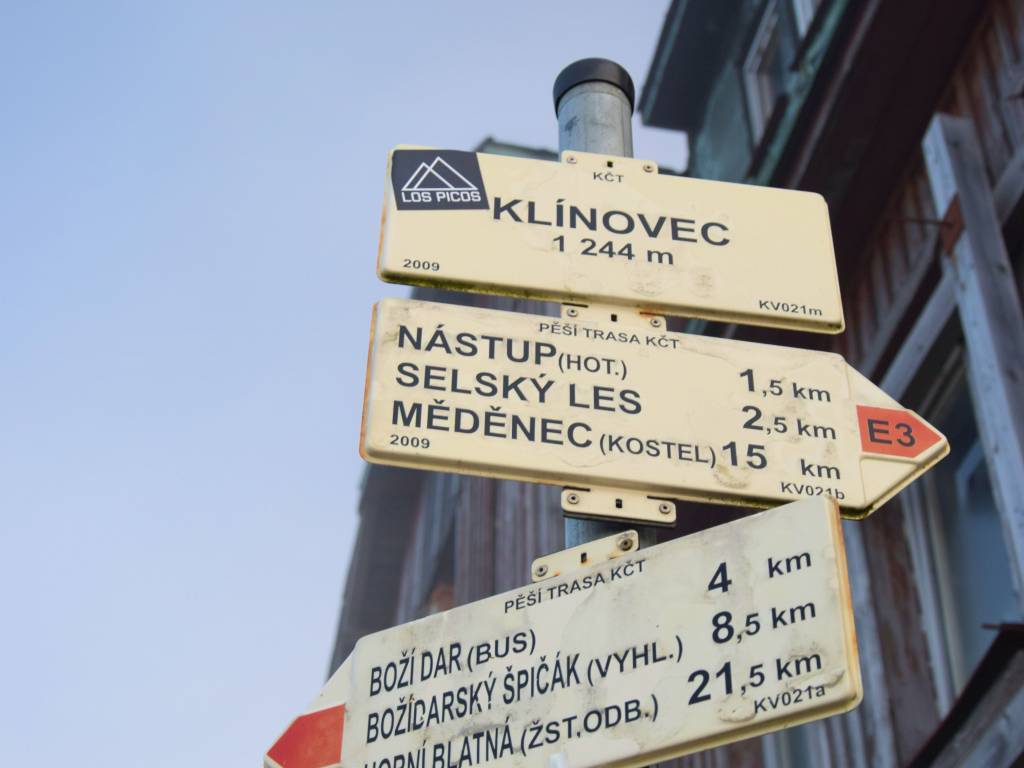 LOS PICOS
KČT
KLÍNOVEC
1 244 m
2009
KV021m
PĚŠÍ TRASA KČT
NÁSTUP (HOT.) 1,5 km
SELSKÝ LES 2,5 km
MĚDĚNEC (KOSTEL) 15 km
E3
2009
KV021b
PĚŠÍ TRASA KČT
BOŽÍ DAR (BUS) 4 km
BOŽÍDARSKÝ ŠPIČÁK (VYHL.) 8,5 km
HORNÍ BLATNÁ (ŽST.ODB.) 21,5 km
KV021a